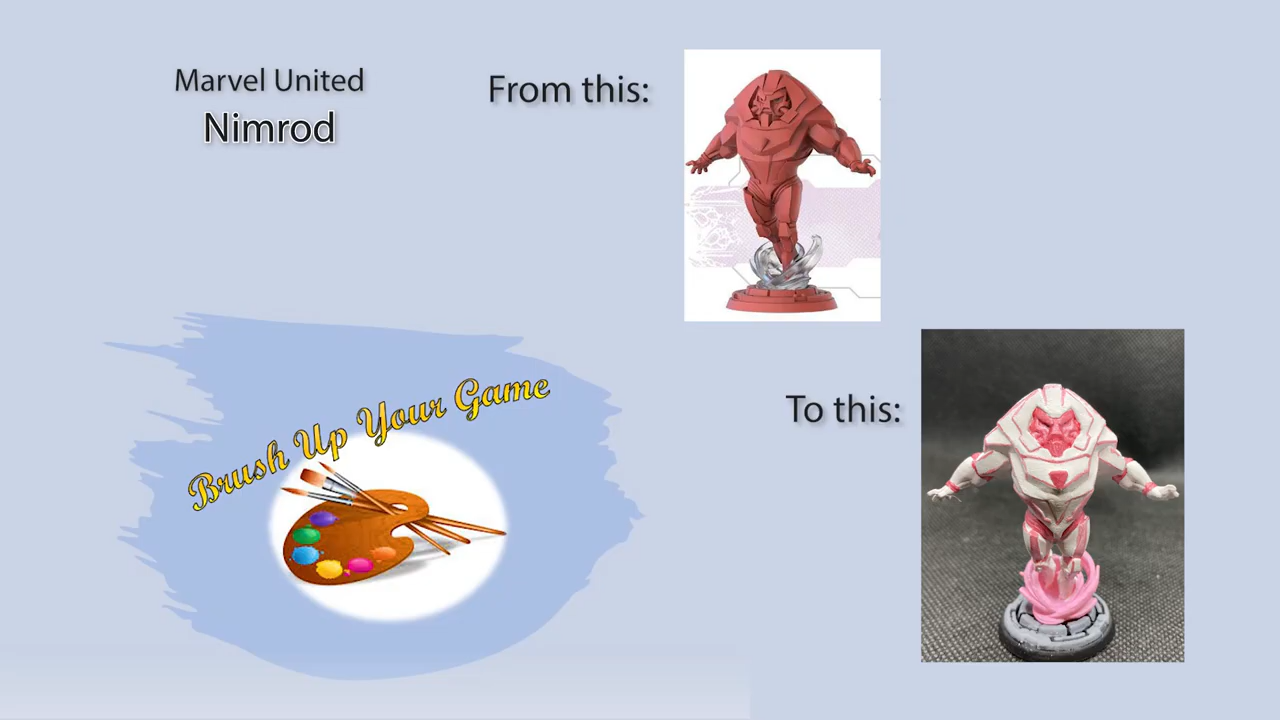 Marvel United
Nimrod
From this:
To this:
Brush Up Your Game